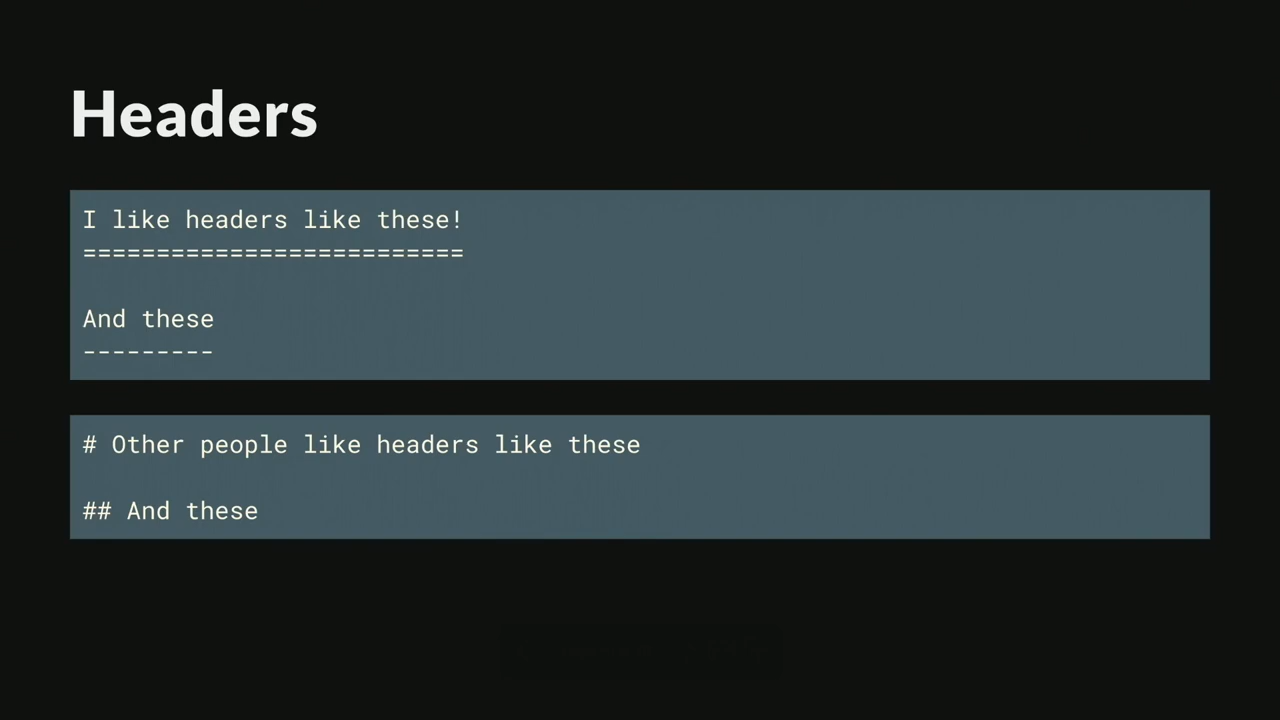 Headers
I like headers like these!
==========================
And these
---------
# Other people like headers like these
## And these